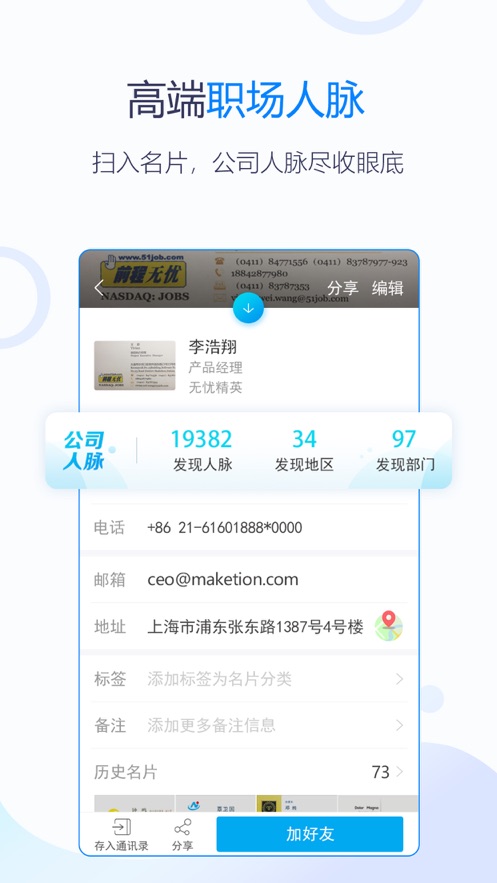 高端职场人脉
扫入名片，公司人脉尽收眼底
www.51job.com
(0411) 84771556 (0411) 83787977-923
前程无忧
18842877980
(0411) 83787353
NASDAQ: JOBS
wei.wang@51job.com
分享 编辑
李浩翔
产品经理
无忧精英
公司人脉
19382 34 97
发现人脉 发现地区 发现部门
电话 +86 21-61601888*0000
邮箱 ceo@maketion.com
地址 上海市浦东张东路1387号4号楼
标签 添加标签为名片分类
备注 添加更多备注信息
历史名片 73
存入通讯录 分享 加好友